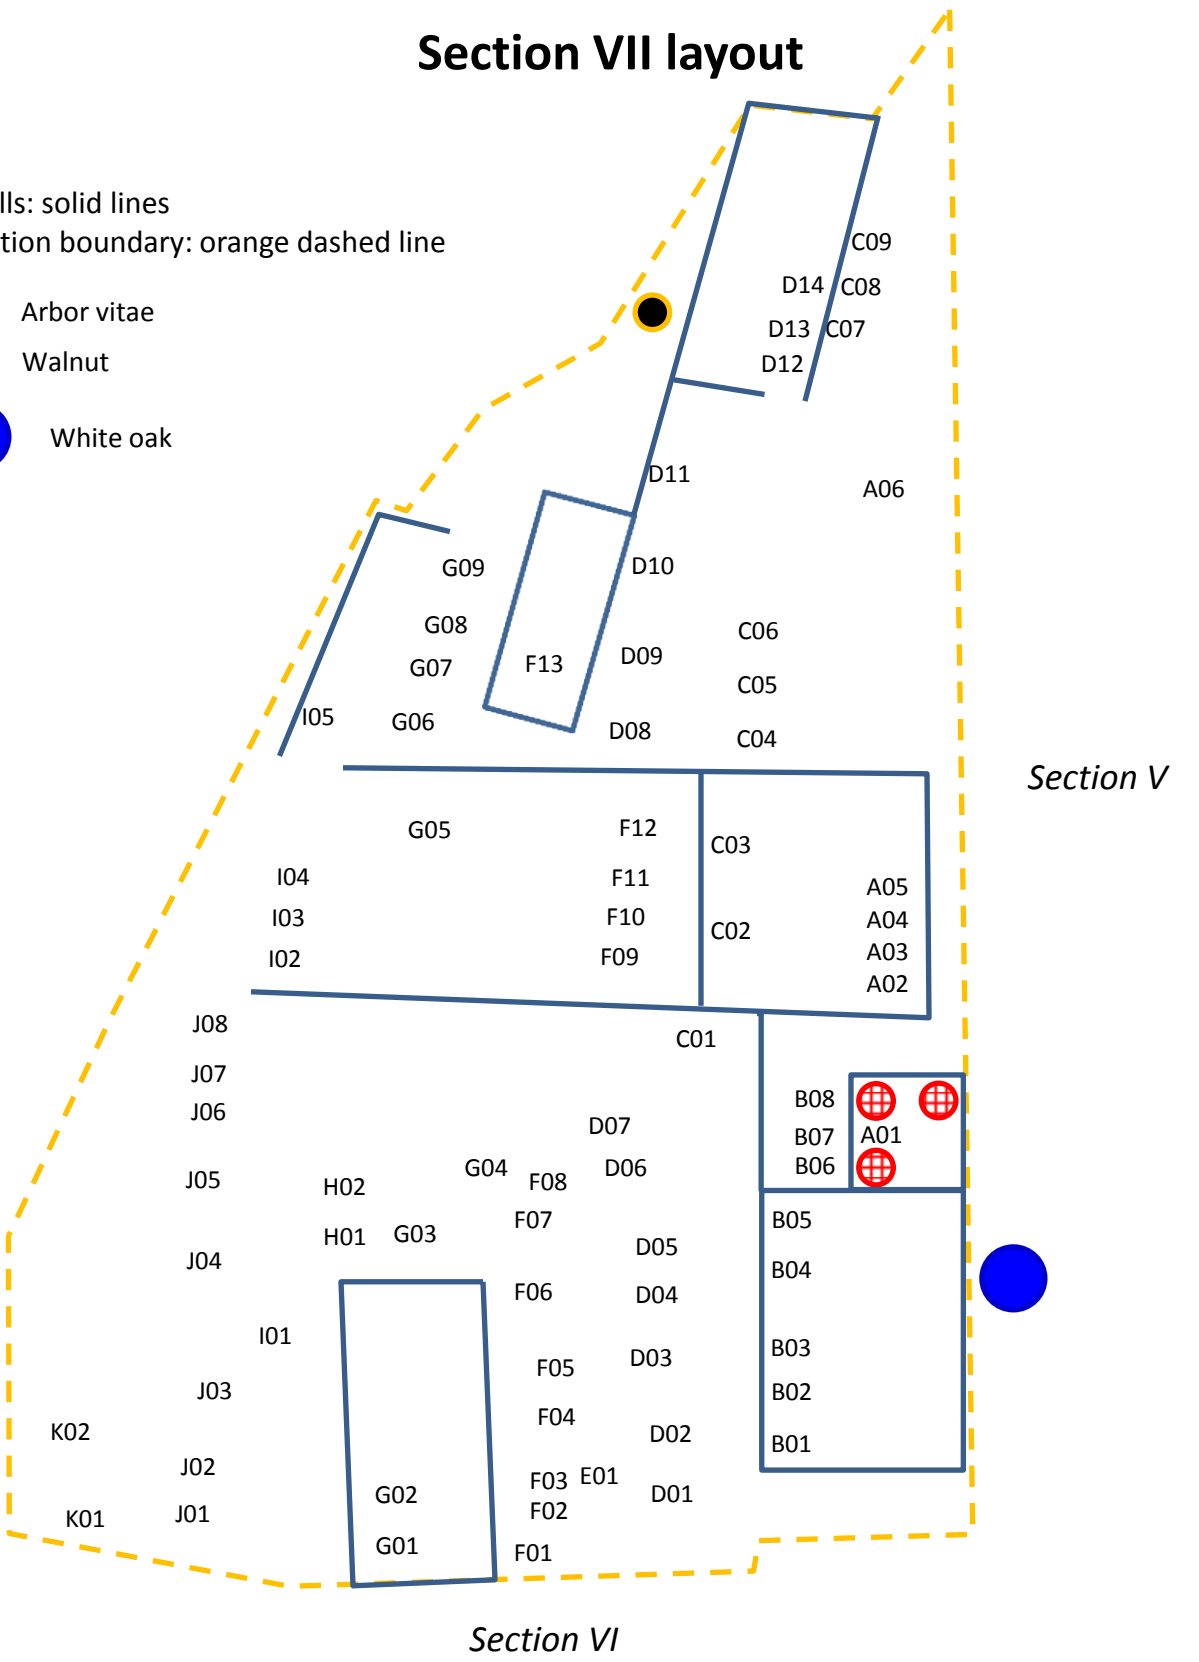 Section VII layout
lls: solid lines
tion boundary: orange dashed line
Arbor vitae
Walnut
White oak
C09
D14 C08
D13 C07
D12
D11
A06
G09
D10
G08
C06
G07
F13
D09
C05
I05
G06
D08
C04
Section V
G05
F12
C03
I04
F11
A05
I03
F10
C02
A04
I02
F09
A03
A02
J08
C01
J07
B08
J06
D07
B07 A01
J05
H02
G04
F08
D06
B06
H01
G03
F07
B05
J04
D05
B04
F06
D04
I01
F05
D03
B03
J03
B02
K02
F04
D02
B01
J02
G02
F03
E01
D01
K01
J01
F02
G01
F01
Section VI